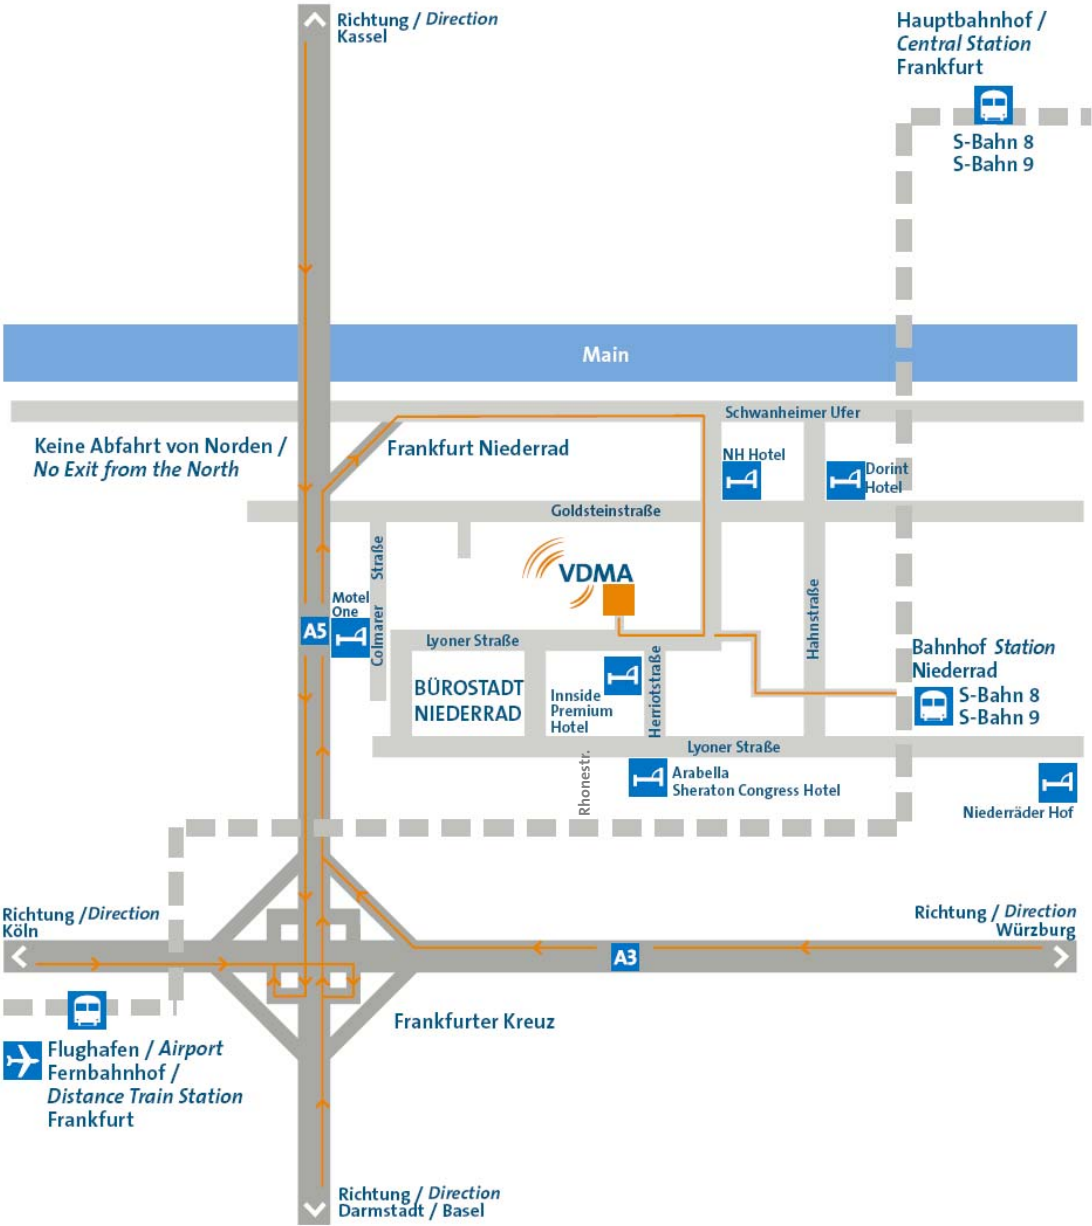 Richtung / Direction
Kassel
Hauptbahnhof /
Central Station
Frankfurt
S-Bahn 8
S-Bahn 9
Main
Schwanheimer Ufer
Keine Abfahrt von Norden /
No Exit from the North
Frankfurt Niederrad
NH Hotel
Dorint
Hotel
Goldsteinstraße
VDMA
Motel
One
A5
Colmarer Straße
Lyoner Straße
Hahnstraße
Herriotstraße
BÜROSTADT
NIEDERRAD
Innside
Premium
Hotel
Bahnhof Station
Niederrad
S-Bahn 8
S-Bahn 9
Lyoner Straße
Rhonestr.
Arabella
Sheraton Congress Hotel
Niederräder Hof
Richtung /Direction
Köln
Richtung / Direction
Würzburg
A3
Frankfurter Kreuz
Flughafen / Airport
Fernbahnhof /
Distance Train Station
Frankfurt
Richtung / Direction
Darmstadt / Basel